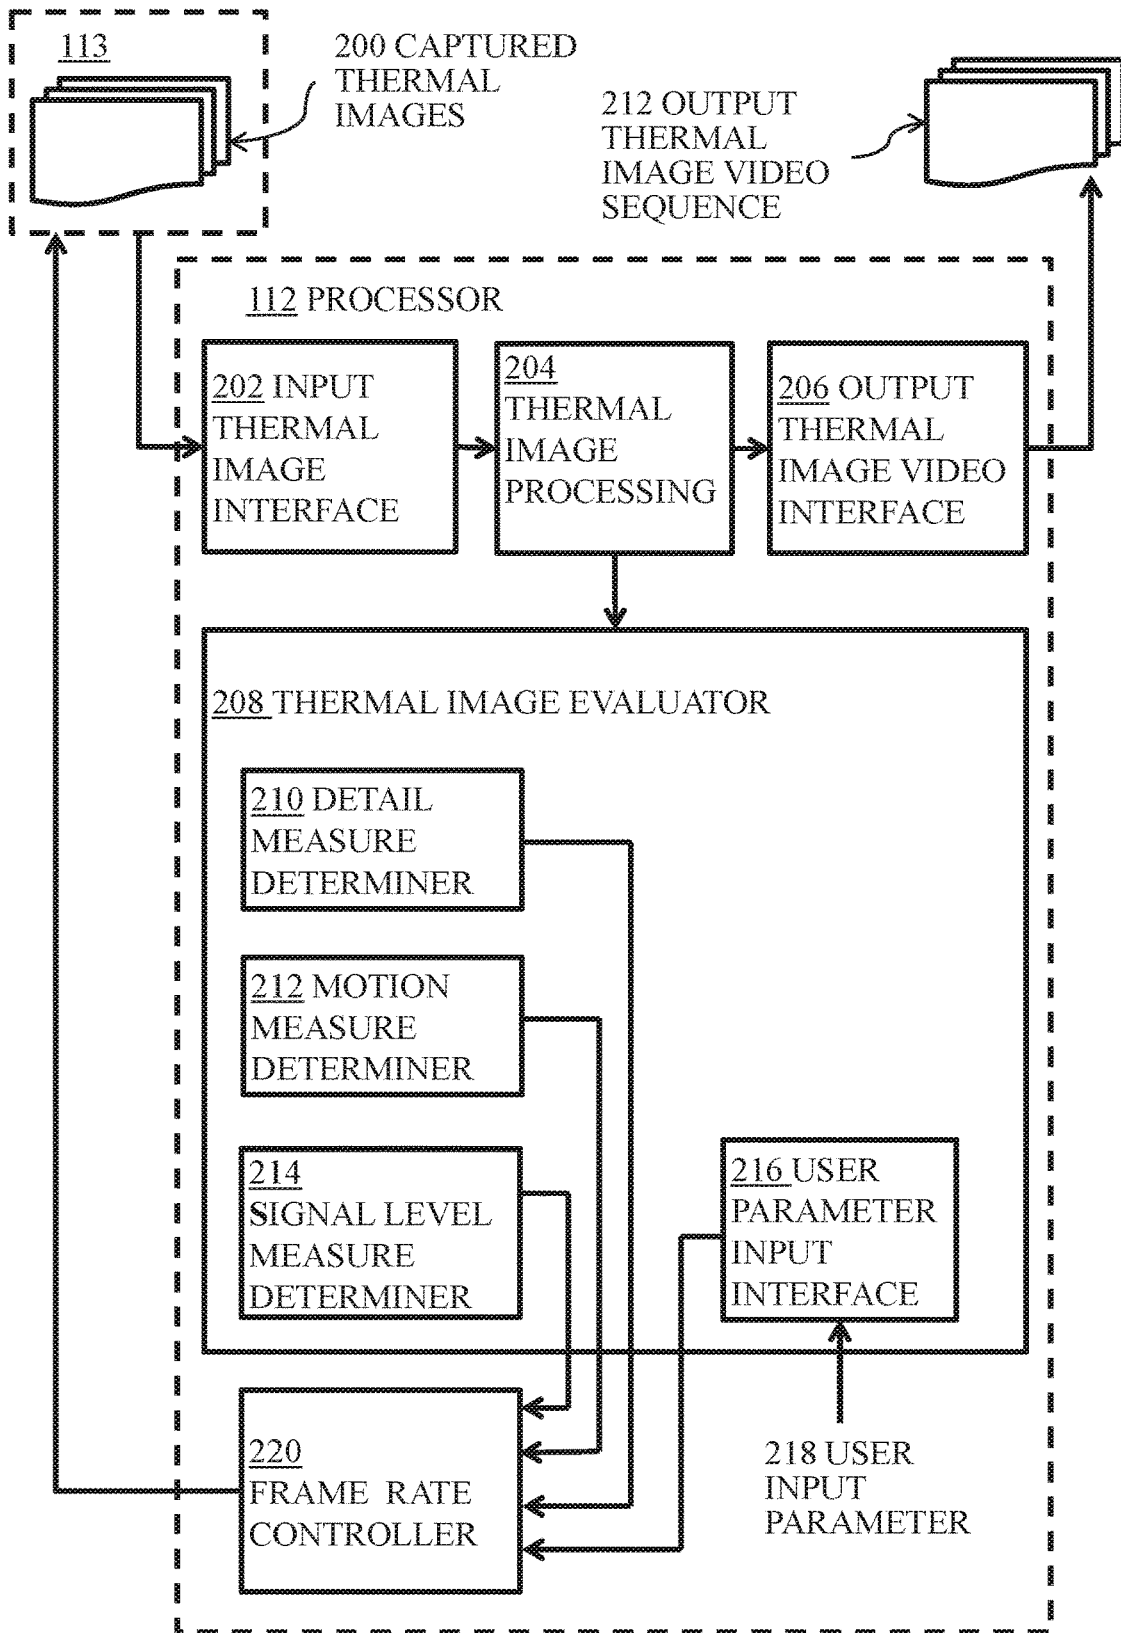 113
200 CAPTURED
THERMAL
IMAGES
212 OUTPUT
THERMAL
IMAGE VIDEO
SEQUENCE
112 PROCESSOR
202 INPUT
THERMAL
IMAGE
INTERFACE
204
THERMAL
IMAGE
PROCESSING
206 OUTPUT
THERMAL
IMAGE VIDEO
INTERFACE
208 THERMAL IMAGE EVALUATOR
210 DETAIL
MEASURE
DETERMINER
212 MOTION
MEASURE
DETERMINER
214
SIGNAL LEVEL
MEASURE
DETERMINER
216 USER
PARAMETER
INPUT
INTERFACE
220
FRAME RATE
CONTROLLER
218 USER
INPUT
PARAMETER